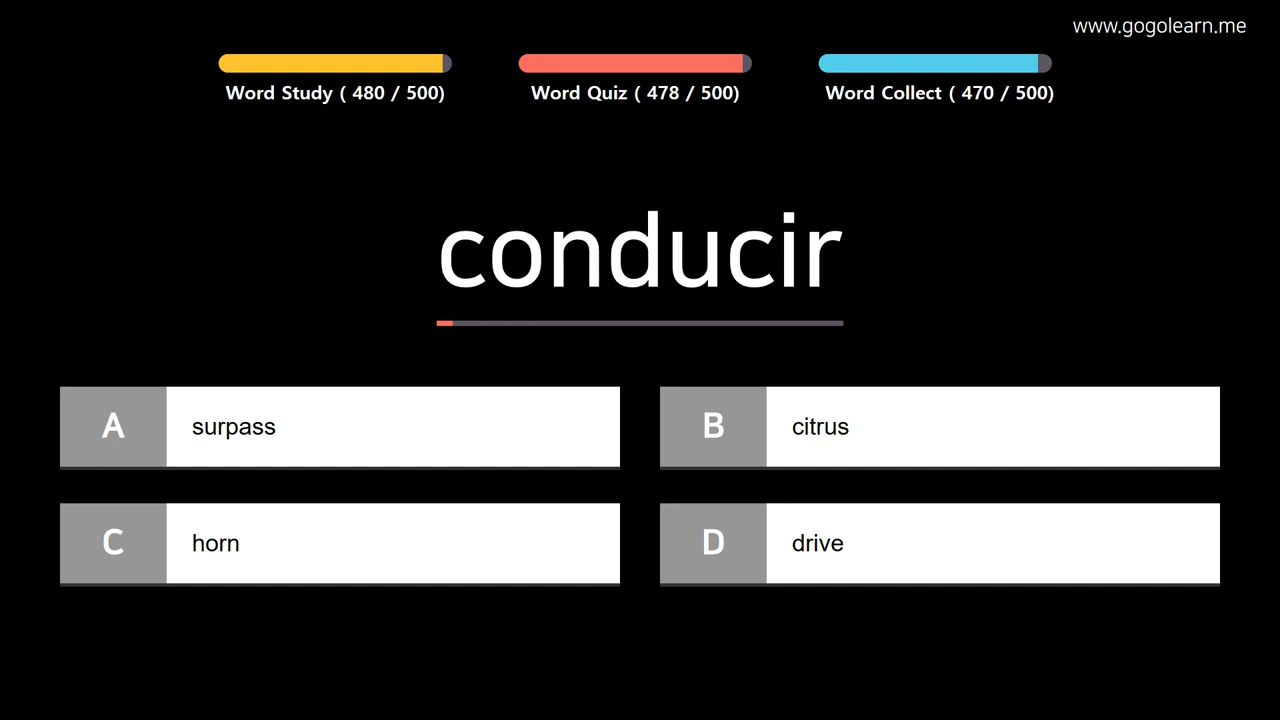 www.gogolearn.me
Word Study ( 480 / 500)
Word Quiz ( 478 / 500)
Word Collect ( 470 / 500)
conducir
A surpass
B citrus
C horn
D drive